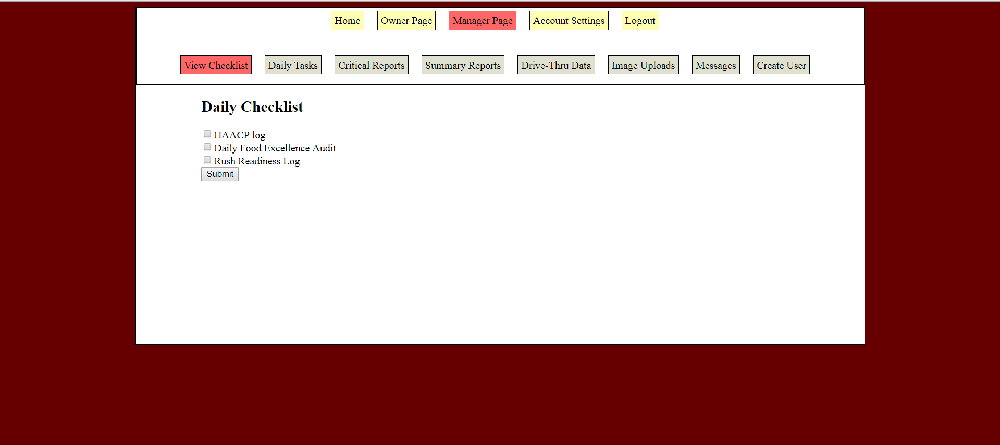 Home Owner Page Manager Page Account Settings Logout
View Checklist Daily Tasks Critical Reports Summary Reports Drive-Thru Data Image Uploads Messages Create User
Daily Checklist
HAACP log
Daily Food Excellence Audit
Rush Readiness Log
Submit